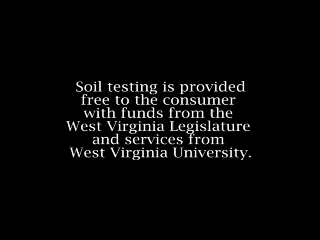 Soil testing is provided
free to the consumer
with funds from the
West Virginia Legislature
and services from
West Virginia University.